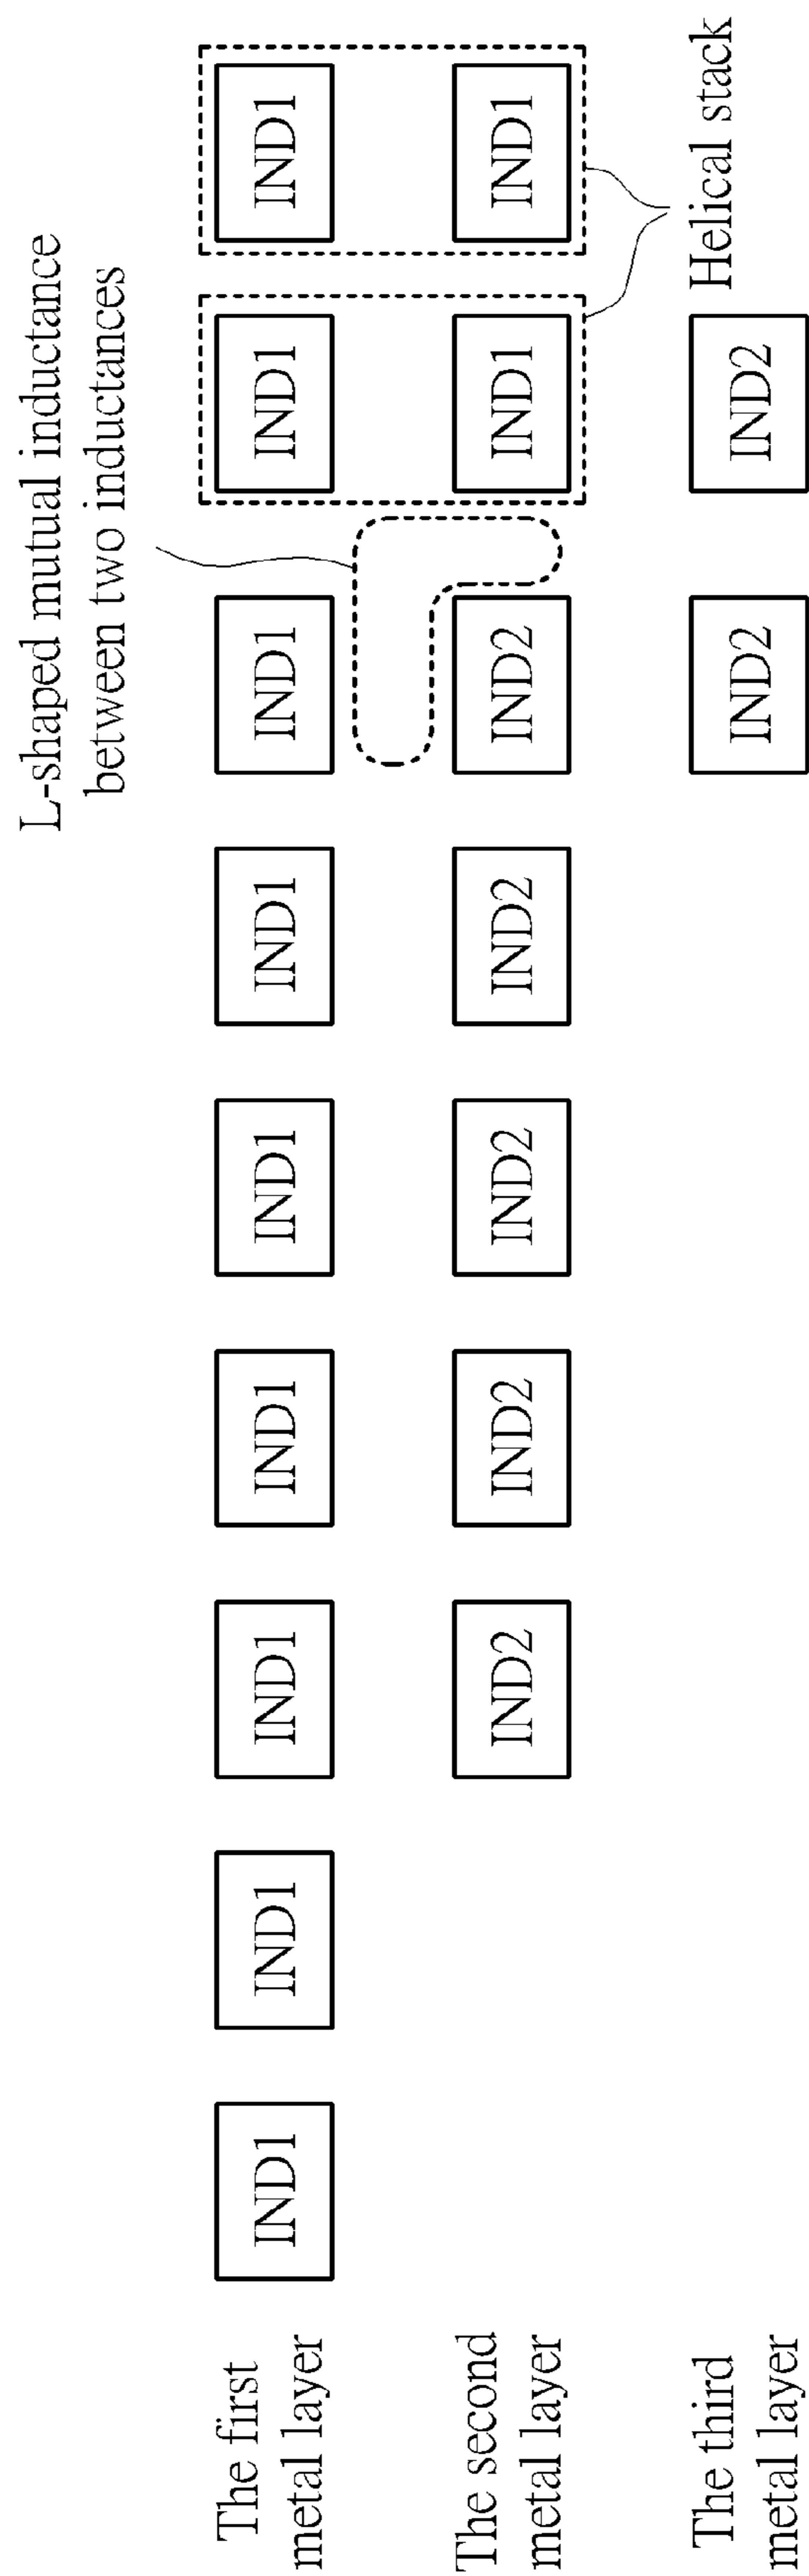 L-shaped mutual inductance
between two inductances
The first
metal layer
IND1 IND1 IND1 IND1 IND1 IND1 IND1 IND1 IND1
The second
metal layer
IND2 IND2 IND2 IND2 IND2 IND1 IND1
The third
metal layer
IND2 IND2
Helical stack